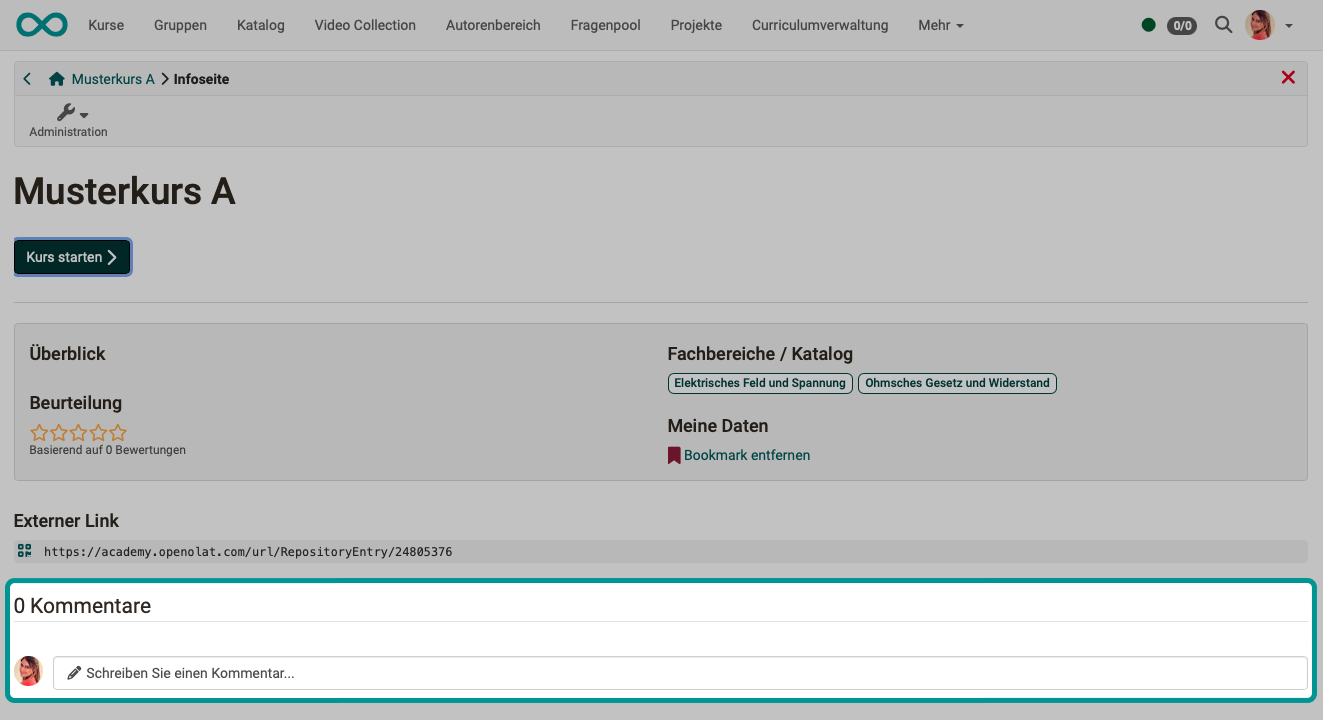 Kurse Gruppen Katalog Video Collection Autorenbereich Fragenpool Projekte Curriculumverwaltung Mehr 0/0
Musterkurs A Infoseite
Administration
Musterkurs A
Kurs starten
Überblick
Beurteilung
Basierend auf 0 Bewertungen
Fachbereiche / Katalog
Elektrisches Feld und Spannung Ohmsches Gesetz und Widerstand
Meine Daten
Bookmark entfernen
Externer Link
https://academy.openolat.com/url/RepositoryEntry/24805376
0 Kommentare
Schreiben Sie einen Kommentar...